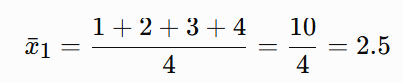 x̄₁ = (1 + 2 + 3 + 4)/4 = 10/4 = 2.5